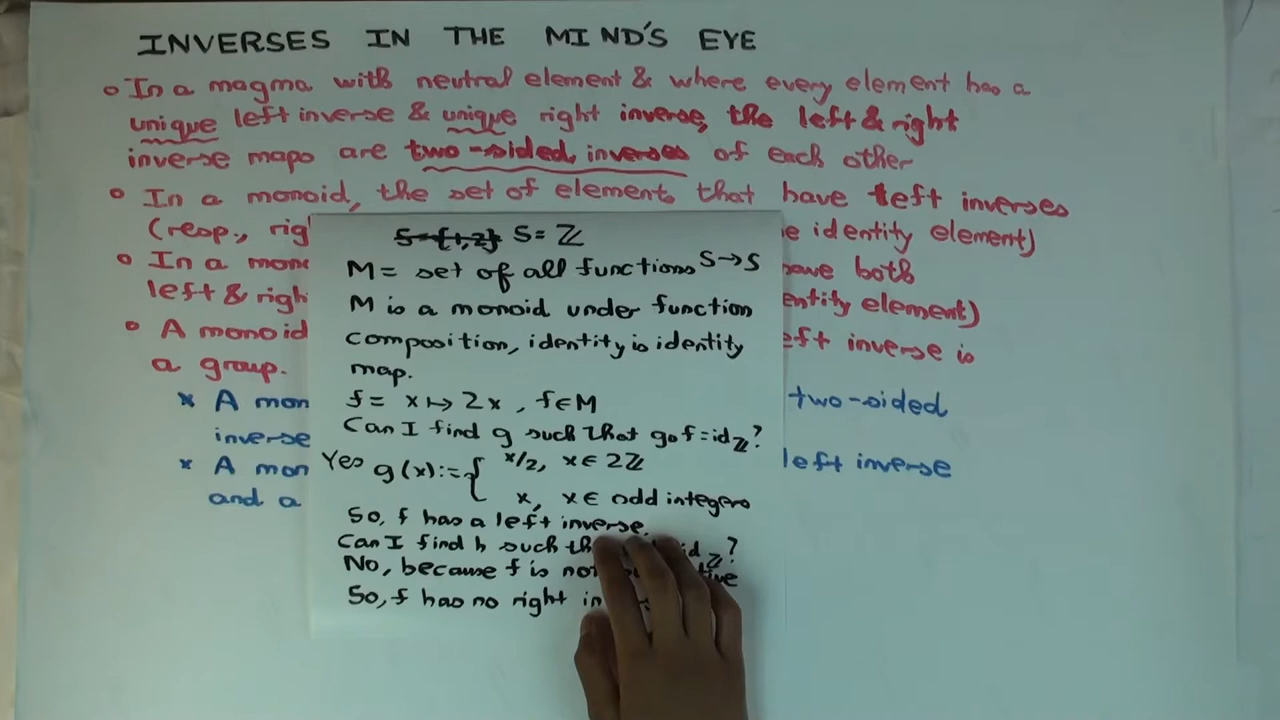 INVERSES IN THE MIND'S EYE
In a magma with neutral element & where every element has a
unique left inverse & unique right inverse, the left & right
inverse maps are two-sided inverses of each other
In a monoid, the set of elements that have left inverses
(resp., rig
e identity element)
In a mon
have both
left & righ
entity element)
A monoid
eft inverse is
a group.
* A mon
two-sided
inverse
* A mon
left inverse
and a
S={1,2} S=ℤ
M = set of all functions S→S
M is a monoid under function
composition, identity is identity
map.
f = x ↦ 2x, f∈M
Can I find g such that g∘f=id_ℤ?
Yes g(x):={ x/2, x∈2ℤ
x, x∈ odd integers
So, f has a left inverse.
Can I find h such th id_ℤ?
No, because f is not
So, f has no right in